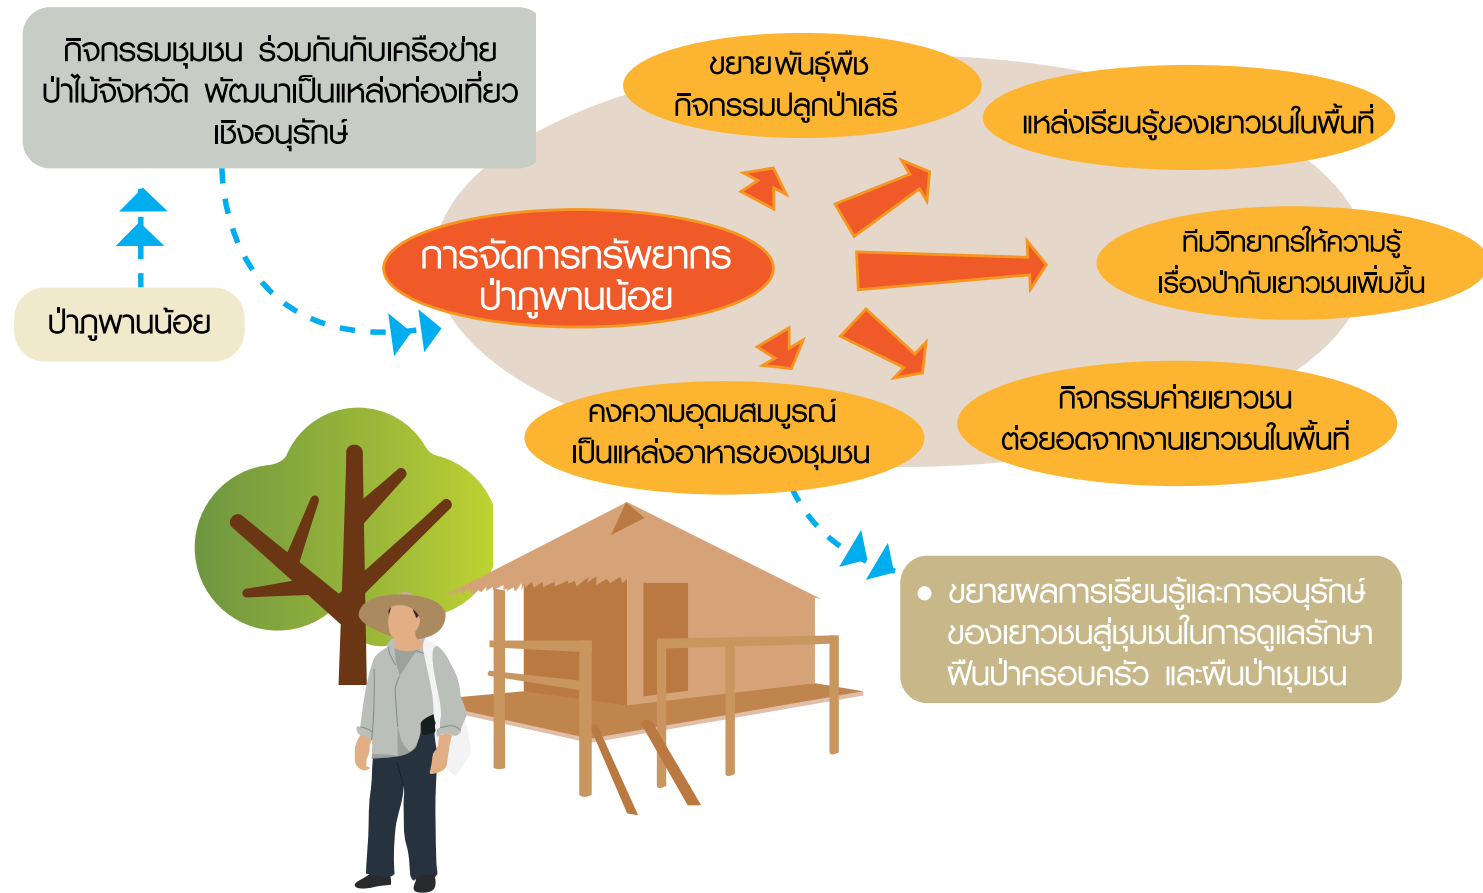 กิจกรรมชุมชน ร่วมกันกับเครือข่าย
ป่าไม้จังหวัด พัฒนาเป็นแหล่งท่องเที่ยว
เชิงอนุรักษ์
ป่าภูพานน้อย
การจัดการทรัพยากร
ป่าภูพานน้อย
ขยายพันธุ์พืช
กิจกรรมปลูกป่าเสรี
แหล่งเรียนรู้ของเยาวชนในพื้นที่
ทีมวิทยากรให้ความรู้
เรื่องป่ากับเยาวชนเพิ่มขึ้น
กิจกรรมค่ายเยาวชน
ต่อยอดจากงานเยาวชนในพื้นที่
คงความอุดมสมบูรณ์
เป็นแหล่งอาหารของชุมชน
• ขยายผลการเรียนรู้และการอนุรักษ์
ของเยาวชนสู่ชุมชนในการดูแลรักษา
ฝืนป่าครอบครัว และผืนป่าชุมชน